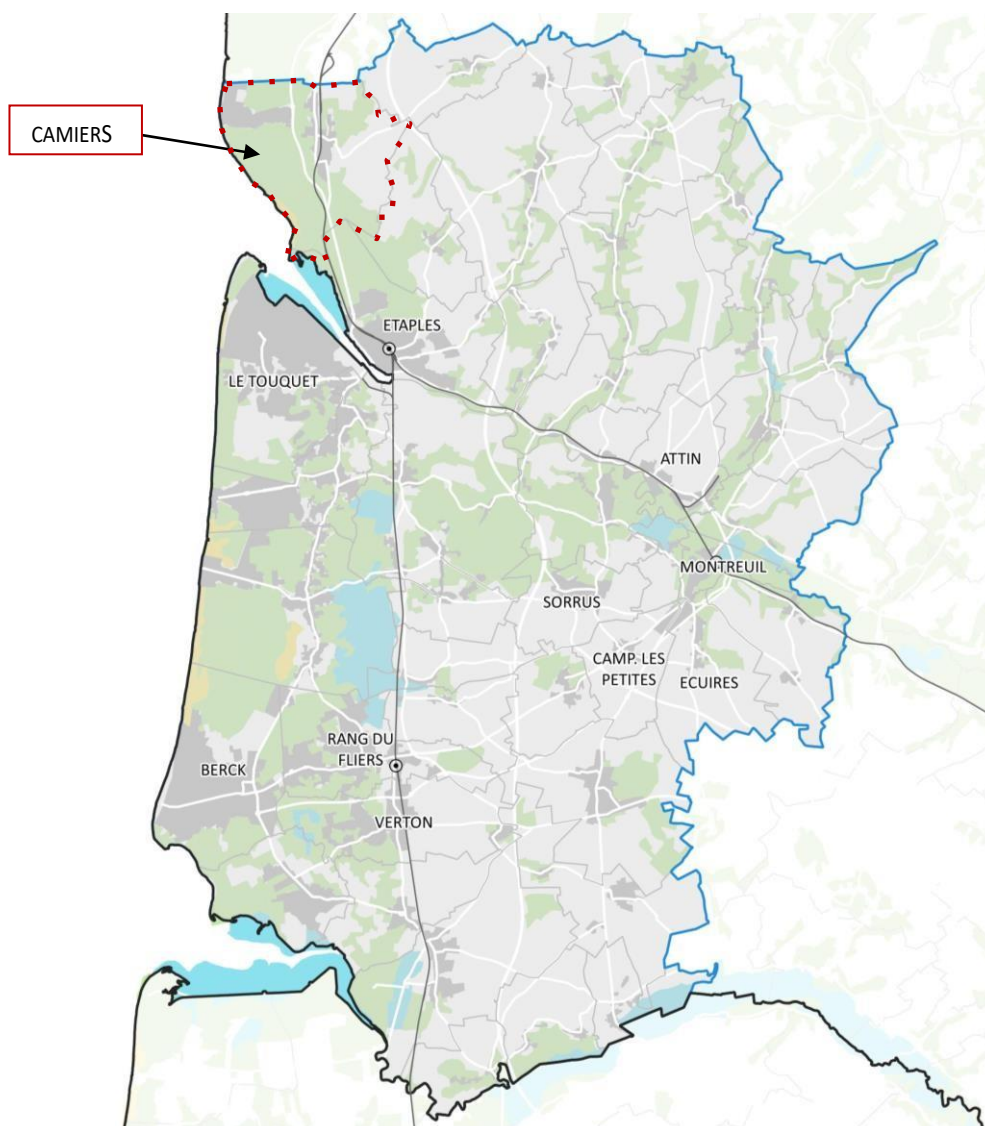 CAMIERS
ETAPLES
LE TOUQUET
ATTIN
MONTREUIL
SORRUS
CAMP. LES
PETITES
ECUIRES
RANG DU
FLIERS
BERCK
VERTON